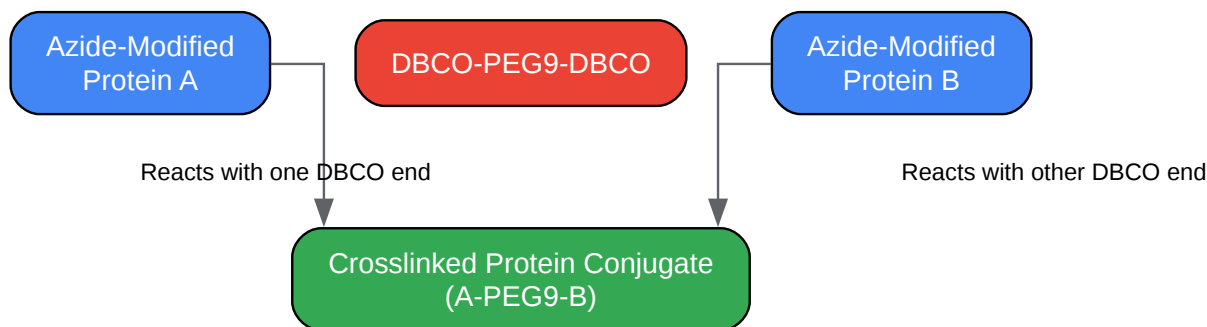 Azide-Modified
Protein A
DBCO-PEG9-DBCO
Azide-Modified
Protein B
Reacts with one DBCO end
Reacts with other DBCO end
Crosslinked Protein Conjugate
(A-PEG9-B)